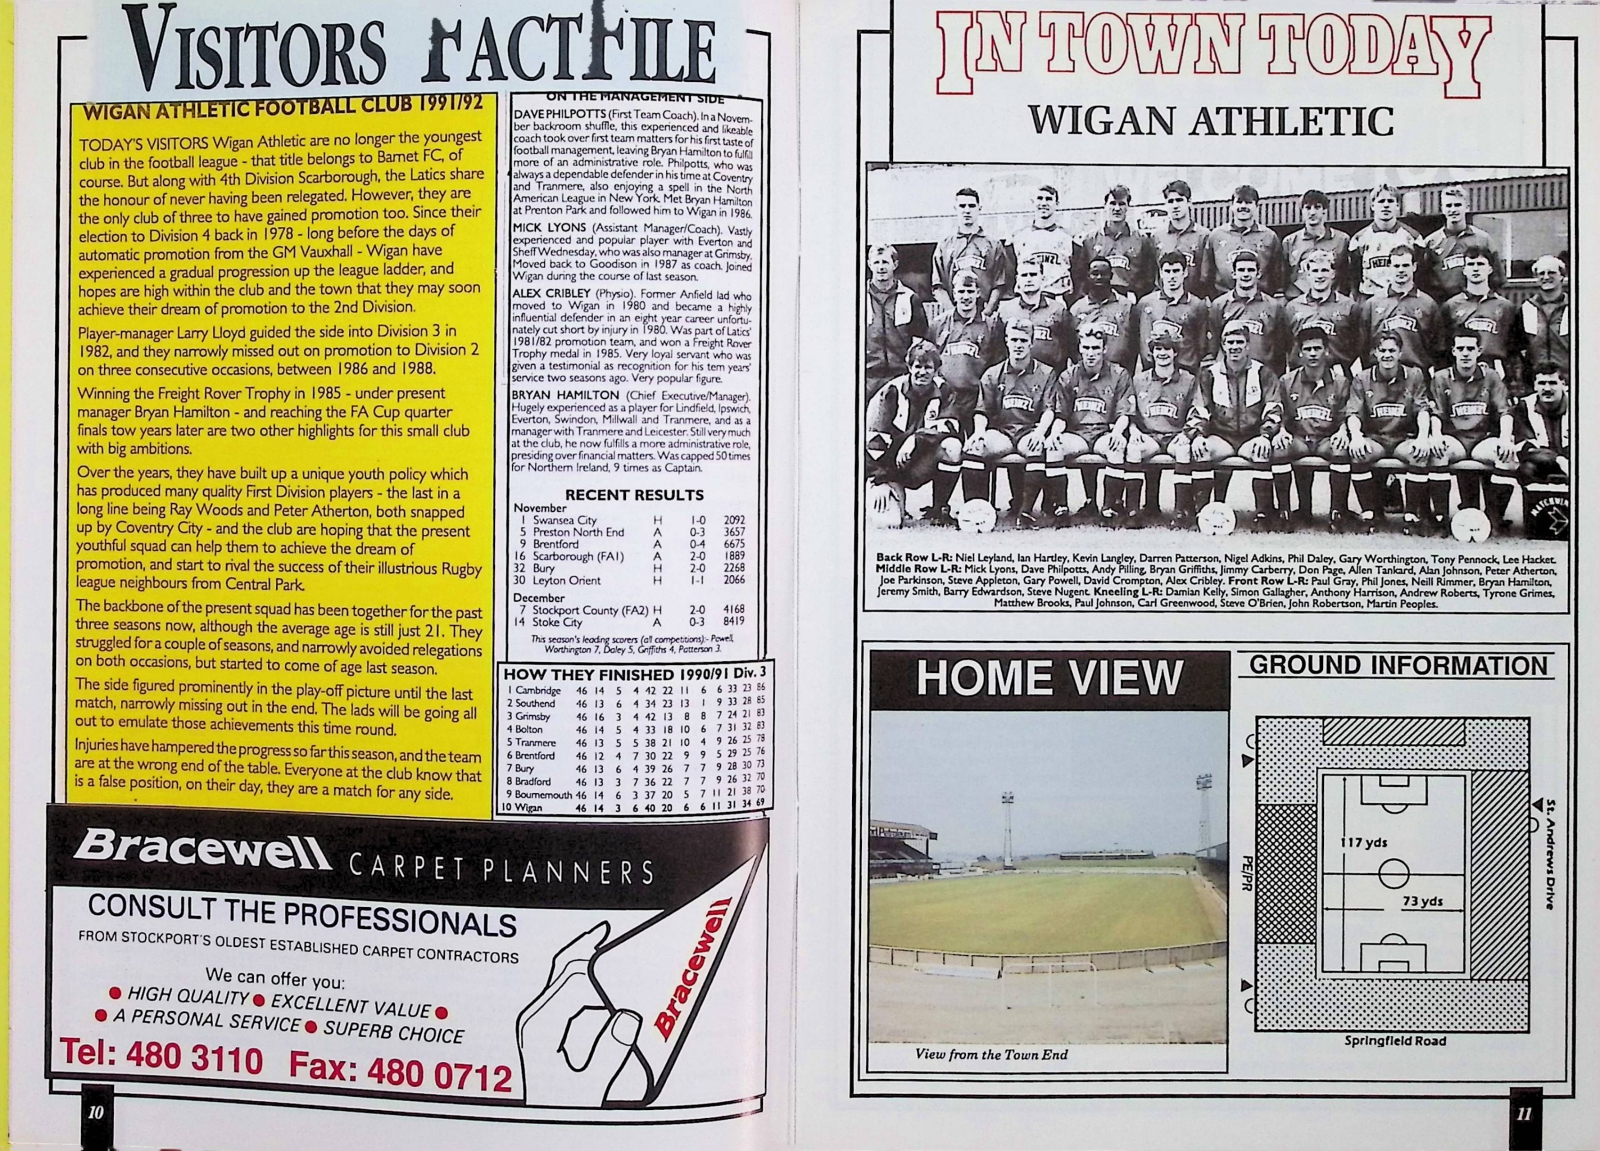 VISITORS FACTFILE
WIGAN ATHLETIC FOOTBALL CLUB 1991/92
TODAY'S VISITORS Wigan Athletic are no longer the youngest
club in the football league - that title belongs to Barnet FC, of
course. But along with 4th Division Scarborough, the Latics share
the honour of never having been relegated. However, they are
the only club of three to have gained promotion too. Since their
election to Division 4 back in 1978 - long before the days of
automatic promotion from the GM Vauxhall - Wigan have
experienced a gradual progression up the league ladder, and
hopes are high within the club and the town that they may soon
achieve their dream of promotion to the 2nd Division.
Player-manager Larry Lloyd guided the side into Division 3 in
1982, and they narrowly missed out on promotion to Division 2
on three consecutive occasions, between 1986 and 1988.
Winning the Freight Rover Trophy in 1985 - under present
manager Bryan Hamilton - and reaching the FA Cup quarter
finals tow years later are two other highlights for this small club
with big ambitions.
Over the years, they have built up a unique youth policy which
has produced many quality First Division players - the last in a
long line being Ray Woods and Peter Atherton, both snapped
up by Coventry City - and the club are hoping that the present
youthful squad can help them to achieve the dream of
promotion, and start to rival the success of their illustrious Rugby
league neighbours from Central Park.
The backbone of the present squad has been together for the past
three seasons now, although the average age is still just 21. They
struggled for a couple of seasons, and narrowly avoided relegations
on both occasions, but started to come of age last season.
The side figured prominently in the play-off picture until the last
match, narrowly missing out in the end. The lads will be going all
out to emulate those achievements this time round.
Injuries have hampered the progress so far this season, and the team
are at the wrong end of the table. Everyone at the club know that
is a false position, on their day, they are a match for any side.
ON THE MANAGEMENT SIDE
DAVE PHILPOTTS (First Team Coach). In a Novem-
ber backroom shuffle, this experienced and likeable
coach took over first team matters for his first taste of
football management, leaving Bryan Hamilton to fulfill
more of an administrative role. Philpotts, who was
always a dependable defender in his time at Coventry
and Tranmere, also enjoying a spell in the North
American League in New York. Met Bryan Hamilton
at Prenton Park and followed him to Wigan in 1986.
MICK LYONS (Assistant Manager/Coach). Vastly
experienced and popular player with Everton and
Sheff Wednesday, who was also manager at Grimsby.
Moved back to Goodison in 1987 as coach. Joined
Wigan during the course of last season.
ALEX CRIBLEY (Physio). Former Anfield lad who
moved to Wigan in 1980 and became a highly
influential defender in an eight year career unfortu-
nately cut short by injury in 1980. Was part of Latics'
1981/82 promotion team, and won a Freight Rover
Trophy medal in 1985. Very loyal servant who was
given a testimonial as recognition for his tem years'
service two seasons ago. Very popular figure.
BRYAN HAMILTON (Chief Executive/Manager).
Hugely experienced as a player for Lindfield, Ipswich,
Everton, Swindon, Millwall and Tranmere, and as a
manager with Tranmere and Leicester. Still very much
at the club, he now fulfills a more administrative role,
presiding over financial matters. Was capped 50 times
for Northern Ireland, 9 times as Captain.
RECENT RESULTS
November
1 Swansea City H 1-0 2092
5 Preston North End A 0-3 3657
9 Brentford A 0-4 6675
16 Scarborough (FA1) A 2-0 1889
32 Bury H 2-0 2268
30 Leyton Orient H 1-1 2066
December
7 Stockport County (FA2) H 2-0 4168
14 Stoke City A 0-3 8419
This season's leading scorers (all competitions):- Powell,
Worthington 7, Daley 5, Griffiths 4, Patterson 3.
HOW THEY FINISHED 1990/91 Div. 3
1 Cambridge 46 14 5 4 42 22 11 6 6 33 23 86
2 Southend 46 13 6 4 34 23 13 1 9 33 28 85
3 Grimsby 46 16 3 4 42 13 8 8 7 24 21 83
4 Bolton 46 14 5 4 33 18 10 6 7 31 32 83
5 Tranmere 46 13 5 5 38 21 10 4 9 26 25 78
6 Brentford 46 12 4 7 30 22 9 9 5 29 25 76
7 Bury 46 13 6 4 39 26 7 7 9 28 30 73
8 Bradford 46 13 3 7 36 22 7 7 9 26 32 70
9 Bournemouth 46 14 6 3 37 20 5 7 11 21 38 70
10 Wigan 46 14 3 6 40 20 6 6 11 31 34 69
Bracewell CARPET PLANNERS
CONSULT THE PROFESSIONALS
FROM STOCKPORT'S OLDEST ESTABLISHED CARPET CONTRACTORS
We can offer you:
● HIGH QUALITY ● EXCELLENT VALUE ●
● A PERSONAL SERVICE ● SUPERB CHOICE
Tel: 480 3110 Fax: 480 0712
Bracewell
10
IN TOWN TODAY
WIGAN ATHLETIC
Back Row L-R: Niel Leyland, Ian Hartley, Kevin Langley, Darren Patterson, Nigel Adkins, Phil Daley, Gary Worthington, Tony Pennock, Lee Hacket.
Middle Row L-R: Mick Lyons, Dave Philpotts, Andy Pilling, Bryan Griffiths, Jimmy Carberry, Don Page, Allen Tankard, Alan Johnson, Peter Atherton,
Joe Parkinson, Steve Appleton, Gary Powell, David Crompton, Alex Cribley. Front Row L-R: Paul Gray, Phil Jones, Neill Rimmer, Bryan Hamilton,
Jeremy Smith, Barry Edwardson, Steve Nugent. Kneeling L-R: Damian Kelly, Simon Gallagher, Anthony Harrison, Andrew Roberts, Tyrone Grimes,
Matthew Brooks, Paul Johnson, Carl Greenwood, Steve O'Brien, John Robertson, Martin Peoples.
HOME VIEW
View from the Town End
GROUND INFORMATION
117 yds
73 yds
PE/PR
St. Andrews Drive
Springfield Road
11